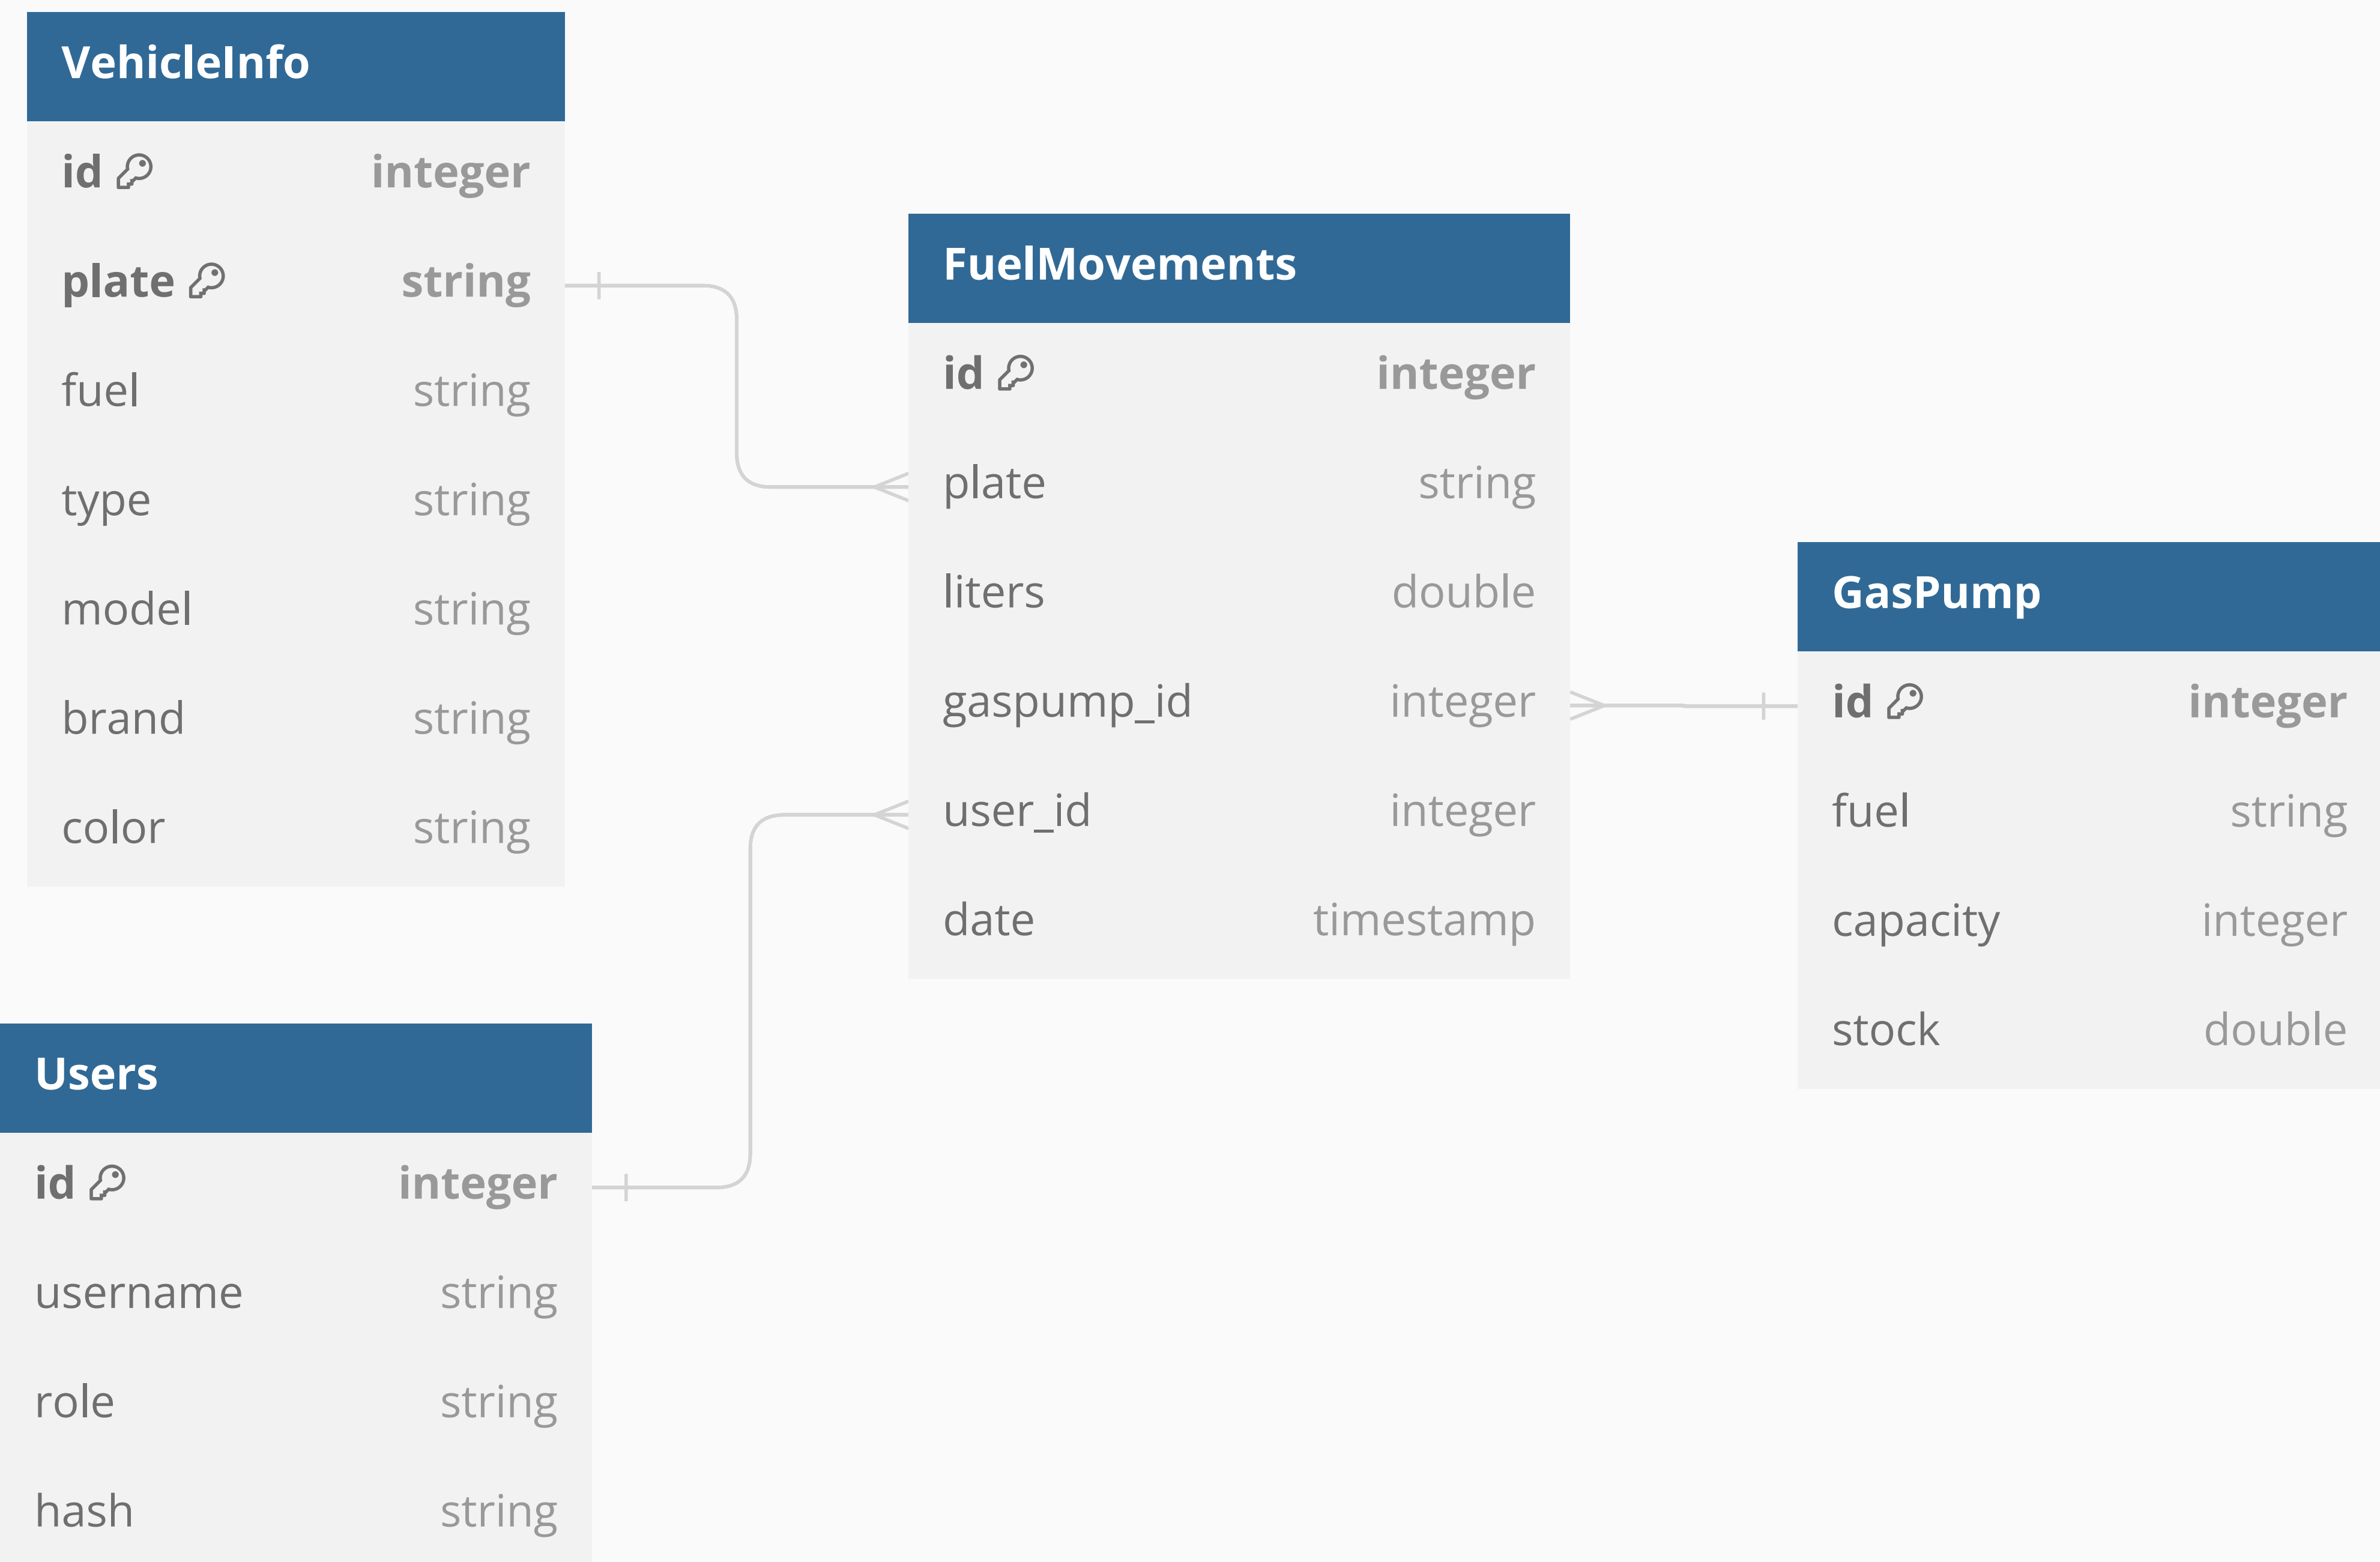 VehicleInfo
id integer
plate string
fuel string
type string
model string
brand string
color string
FuelMovements
id integer
plate string
liters double
gaspump_id integer
user_id integer
date timestamp
GasPump
id integer
fuel string
capacity integer
stock double
Users
id integer
username string
role string
hash string